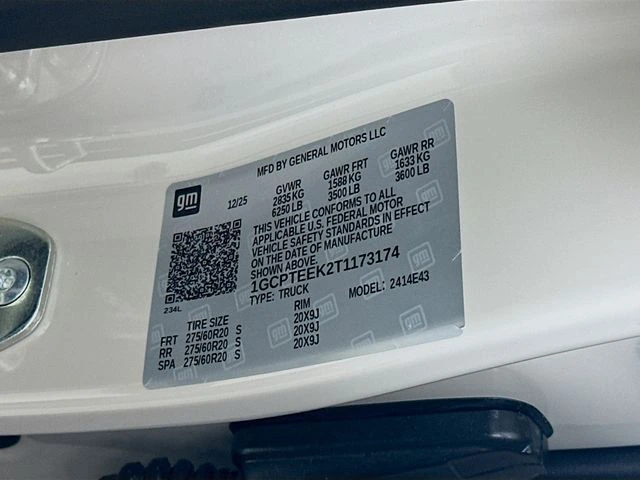 MFD BY GENERAL MOTORS LLC
gm
12/25
GVWR GAWR FRT GAWR RR
2835 KG 1588 KG 1633 KG
6250 LB 3500 LB 3600 LB
THIS VEHICLE CONFORMS TO ALL
APPLICABLE U.S. FEDERAL MOTOR
VEHICLE SAFETY STANDARDS IN EFFECT
ON THE DATE OF MANUFACTURE
SHOWN ABOVE.
1GCPTEEK2T1173174
TYPE: TRUCK MODEL: 2414E43
234L
TIRE SIZE RIM
FRT 275/60R20 S 20X9J
RR 275/60R20 S 20X9J
SPA 275/60R20 S 20X9J